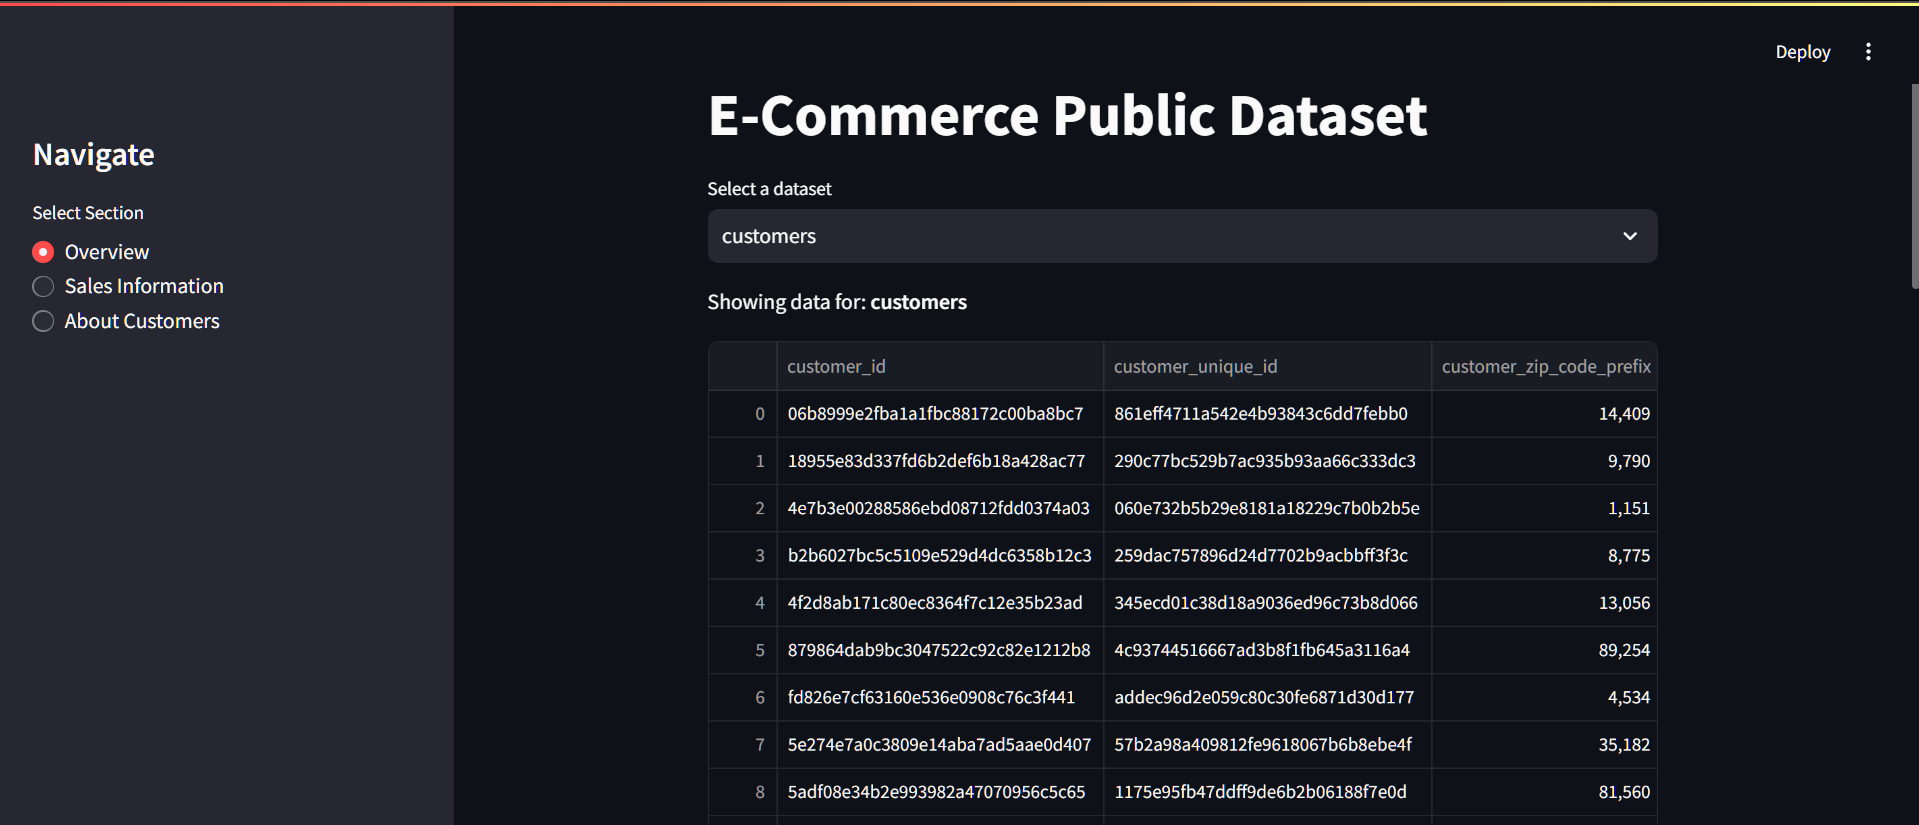 Deploy
Navigate
Select Section
Overview
Sales Information
About Customers
E-Commerce Public Dataset
Select a dataset
customers
Showing data for: customers
customer_id customer_unique_id customer_zip_code_prefix
0 06b8999e2fba1a1fbc88172c00ba8bc7 861eff4711a542e4b93843c6dd7febb0 14,409
1 18955e83d337fd6b2def6b18a428ac77 290c77bc529b7ac935b93aa66c333dc3 9,790
2 4e7b3e00288586ebd08712fdd0374a03 060e732b5b29e8181a18229c7b0b2b5e 1,151
3 b2b6027bc5c5109e529d4dc6358b12c3 259dac757896d24d7702b9acbbff3f3c 8,775
4 4f2d8ab171c80ec8364f7c12e35b23ad 345ecd01c38d18a9036ed96c73b8d066 13,056
5 879864dab9bc3047522c92c82e1212b8 4c93744516667ad3b8f1fb645a3116a4 89,254
6 fd826e7cf63160e536e0908c76c3f441 addec96d2e059c80c30fe6871d30d177 4,534
7 5e274e7a0c3809e14aba7ad5aae0d407 57b2a98a409812fe9618067b6b8ebe4f 35,182
8 5adf08e34b2e993982a47070956c5c65 1175e95fb47ddff9de6b2b06188f7e0d 81,560